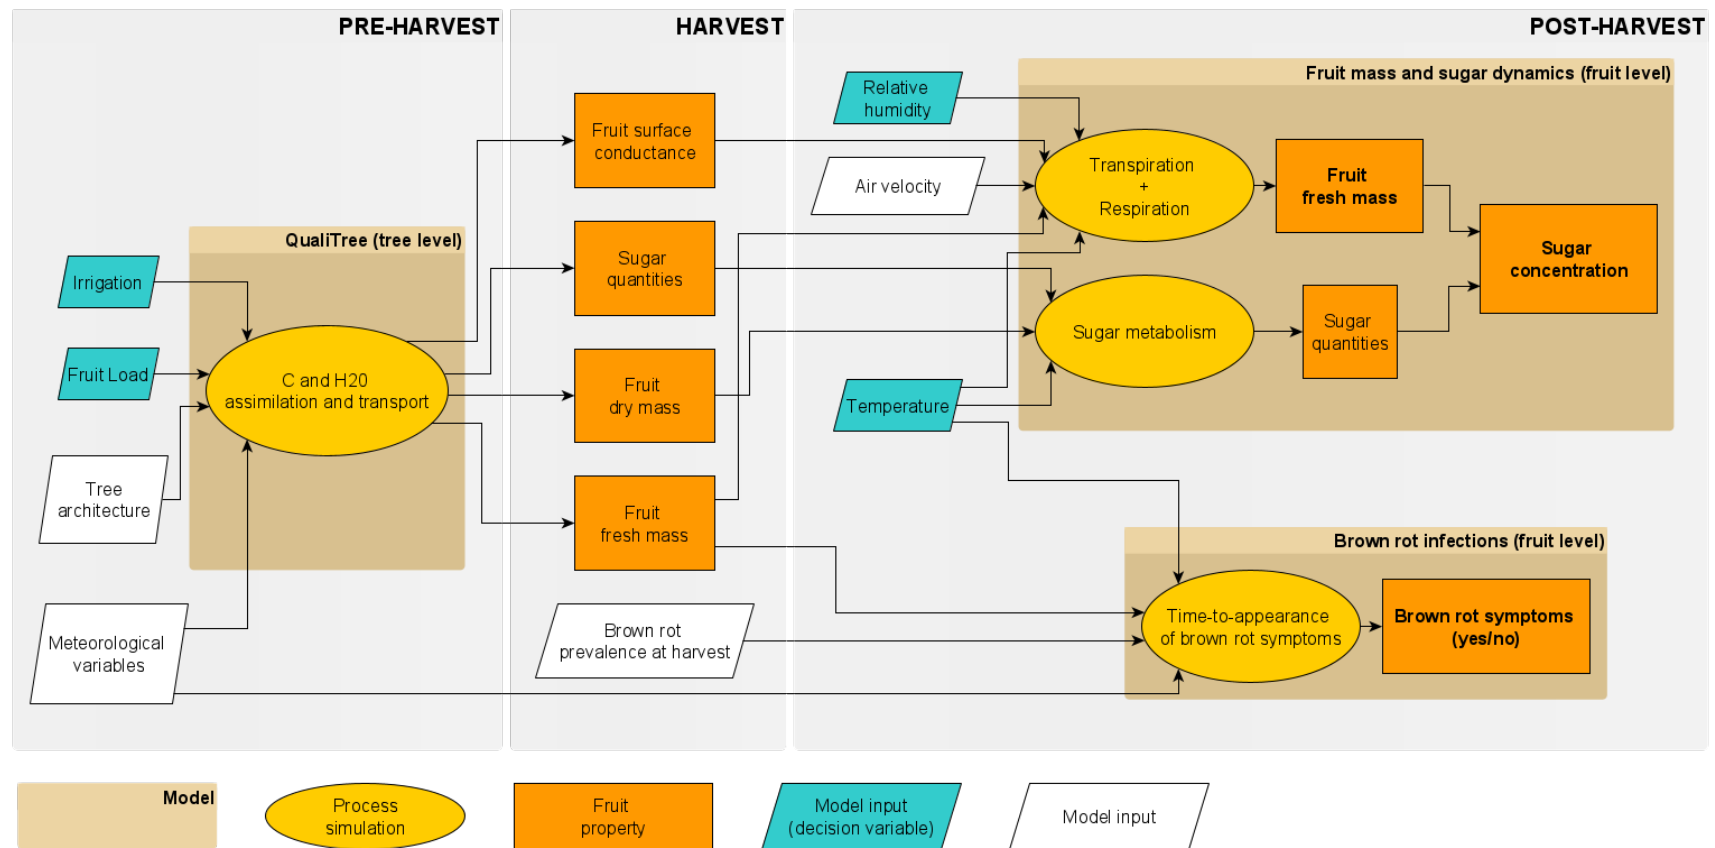 PRE-HARVEST
HARVEST
POST-HARVEST
QualiTree (tree level)
Irrigation
Fruit Load
Tree
architecture
Meteorological
variables
C and H20
assimilation and transport
Fruit surface
conductance
Sugar
quantities
Fruit
dry mass
Fruit
fresh mass
Brown rot
prevalence at harvest
Relative
humidity
Air velocity
Temperature
Fruit mass and sugar dynamics (fruit level)
Transpiration
+
Respiration
Fruit
fresh mass
Sugar metabolism
Sugar
quantities
Sugar
concentration
Brown rot infections (fruit level)
Time-to-appearance
of brown rot symptoms
Brown rot symptoms
(yes/no)
Model
Process
simulation
Fruit
property
Model input
(decision variable)
Model input